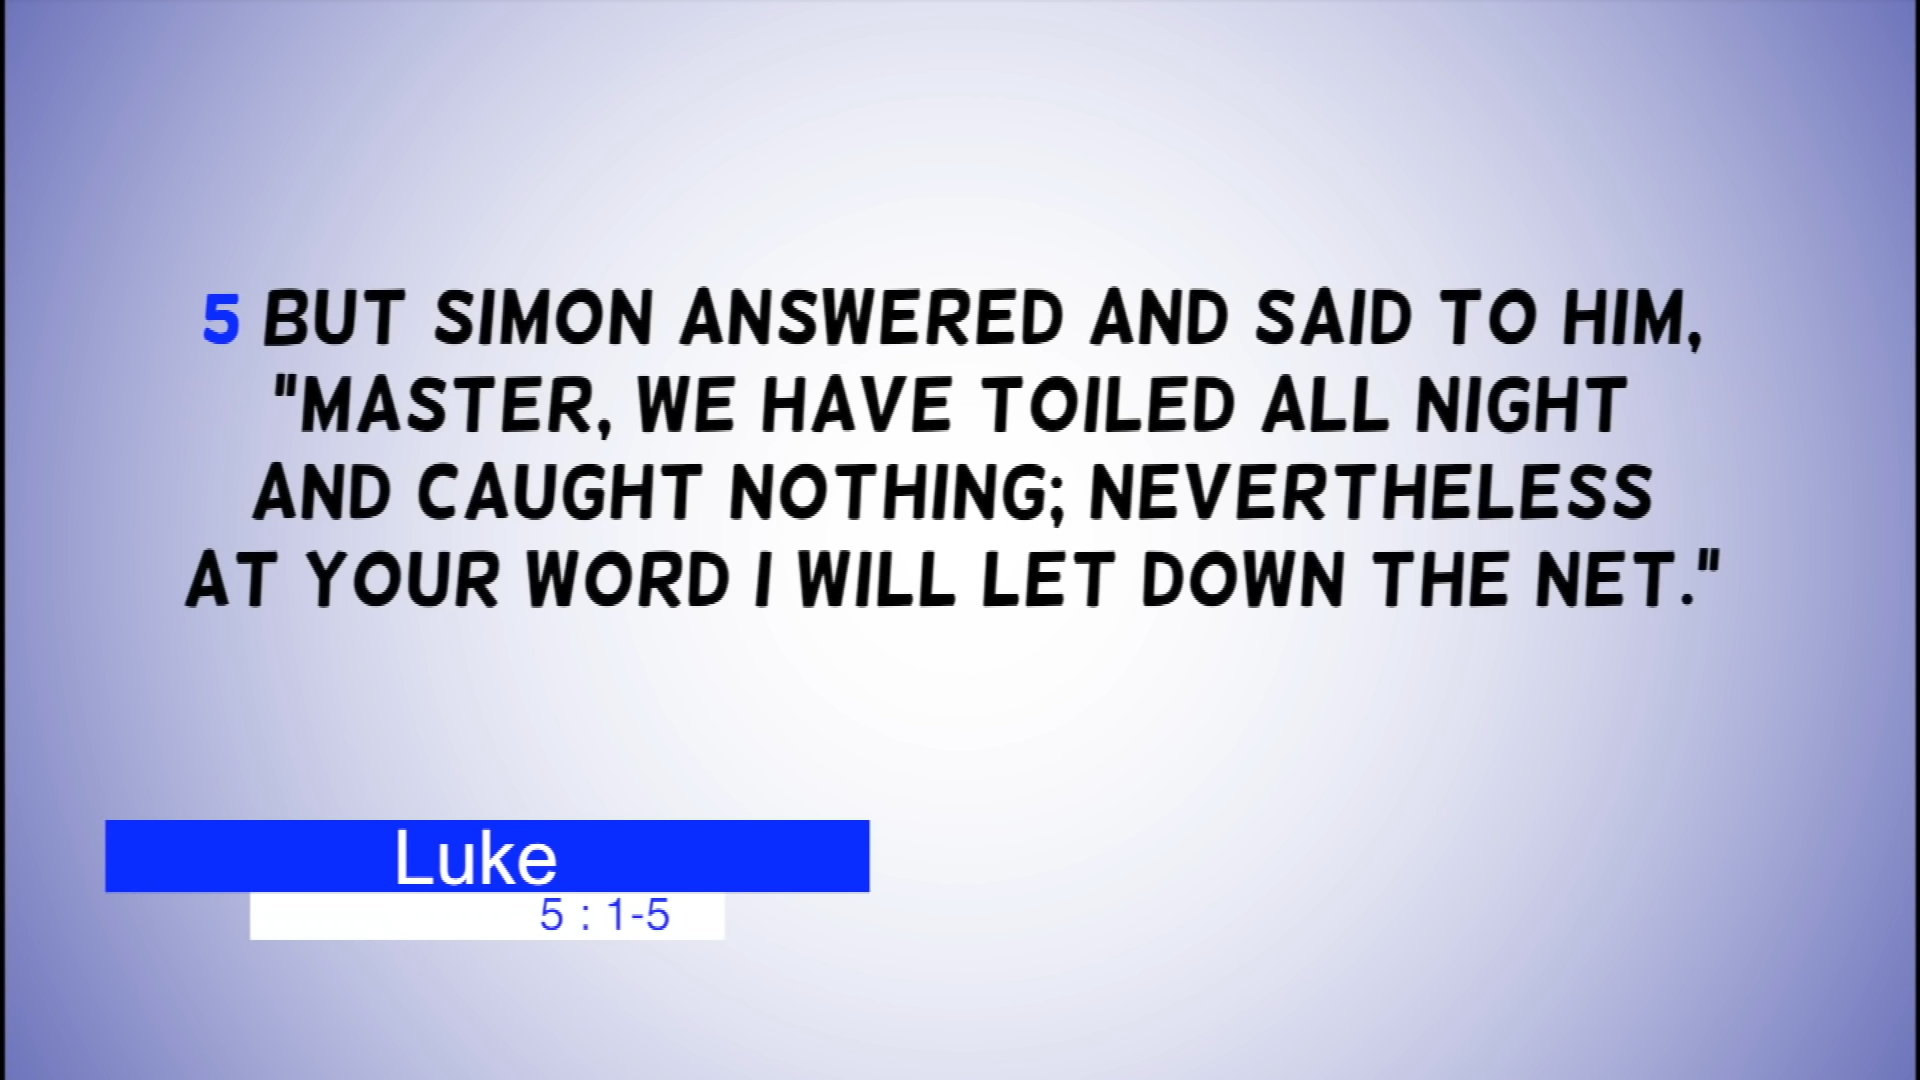 5 BUT SIMON ANSWERED AND SAID TO HIM,
"MASTER, WE HAVE TOILED ALL NIGHT
AND CAUGHT NOTHING; NEVERTHELESS
AT YOUR WORD I WILL LET DOWN THE NET."
Luke
5 : 1-5